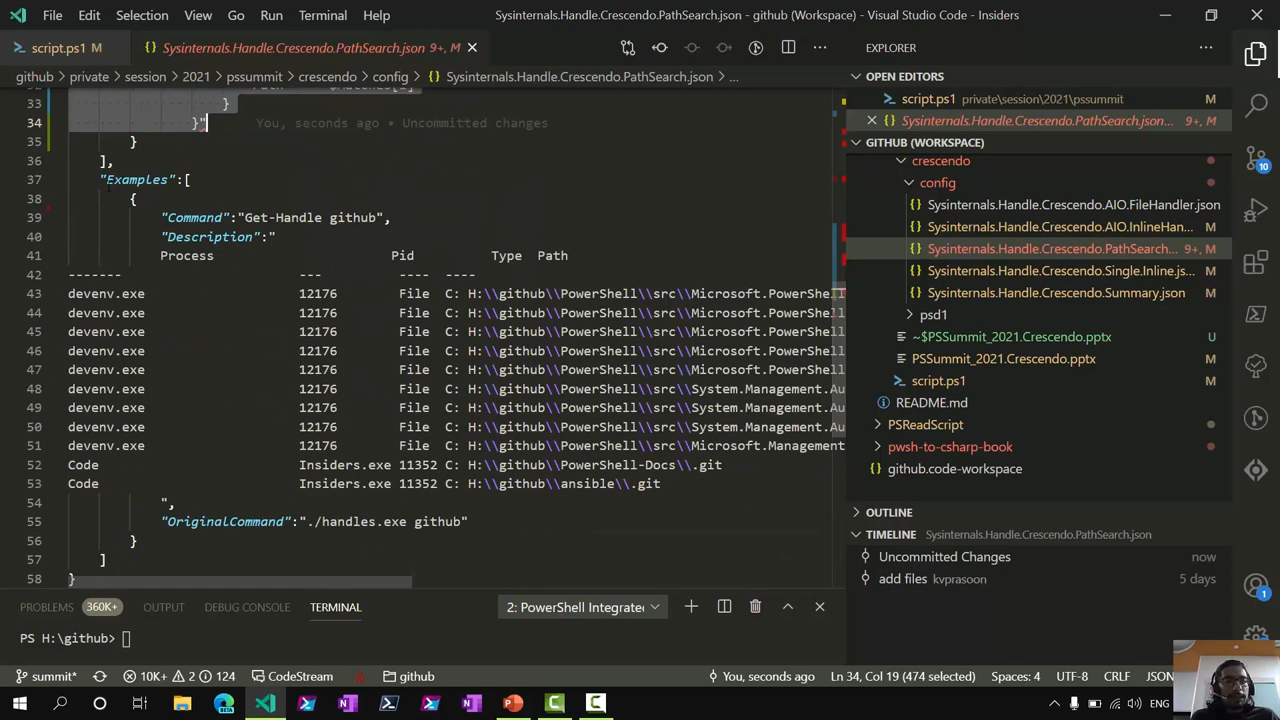 File Edit Selection View Go Run Terminal Help Sysinternals.Handle.Crescendo.PathSearch.json - github (Workspace) - Visual Studio Code - Insiders
script.ps1 M Sysinternals.Handle.Crescendo.PathSearch.json 9+, M
github > private > session > 2021 > pssummit > crescendo > config > {} Sysinternals.Handle.Crescendo.PathSearch.json > ...
33 }
34 }" You, seconds ago • Uncommitted changes
35 }
36 ],
37 "Examples":[
38 {
39 "Command":"Get-Handle github",
40 "Description":"
41 Process Pid Type Path
42 ------- --- ---- ----
43 devenv.exe 12176 File C: H:\\github\\PowerShell\\src\\Microsoft.PowerShell
44 devenv.exe 12176 File C: H:\\github\\PowerShell\\src\\Microsoft.PowerShell
45 devenv.exe 12176 File C: H:\\github\\PowerShell\\src\\Microsoft.PowerShell
46 devenv.exe 12176 File C: H:\\github\\PowerShell\\src\\Microsoft.PowerShell
47 devenv.exe 12176 File C: H:\\github\\PowerShell\\src\\Microsoft.PowerShell
48 devenv.exe 12176 File C: H:\\github\\PowerShell\\src\\System.Management.Au
49 devenv.exe 12176 File C: H:\\github\\PowerShell\\src\\System.Management.Au
50 devenv.exe 12176 File C: H:\\github\\PowerShell\\src\\System.Management.Au
51 devenv.exe 12176 File C: H:\\github\\PowerShell\\src\\Microsoft.Management
52 Code Insiders.exe 11352 C: H:\\github\\PowerShell-Docs\\.git
53 Code Insiders.exe 11352 C: H:\\github\\ansible\\.git
54 ",
55 "OriginalCommand":"./handles.exe github"
56 }
57 ]
58 }
EXPLORER
OPEN EDITORS
script.ps1 private\session\2021\pssummit M
Sysinternals.Handle.Crescendo.PathSearch.json... 9+, M
GITHUB (WORKSPACE)
crescendo
config
{} Sysinternals.Handle.Crescendo.AIO.FileHandler.json
{} Sysinternals.Handle.Crescendo.AIO.InlineHan... M
{} Sysinternals.Handle.Crescendo.PathSearch... 9+, M
{} Sysinternals.Handle.Crescendo.Single.Inline.js... M
{} Sysinternals.Handle.Crescendo.Summary.json M
psd1
~$PSSummit_2021.Crescendo.pptx U
PSSummit_2021.Crescendo.pptx M
script.ps1 M
README.md
PSReadScript
pwsh-to-csharp-book
github.code-workspace
OUTLINE
TIMELINE Sysinternals.Handle.Crescendo.PathSearch.json
Uncommitted Changes now
add files kvprasoon 5 days
10
1
PROBLEMS 360K+ OUTPUT DEBUG CONSOLE TERMINAL 2: PowerShell Integrate
PS H:\github>
summit* 10K+ 2 124 CodeStream github You, seconds ago Ln 34, Col 19 (474 selected) Spaces: 4 UTF-8 CRLF JSON
ENG